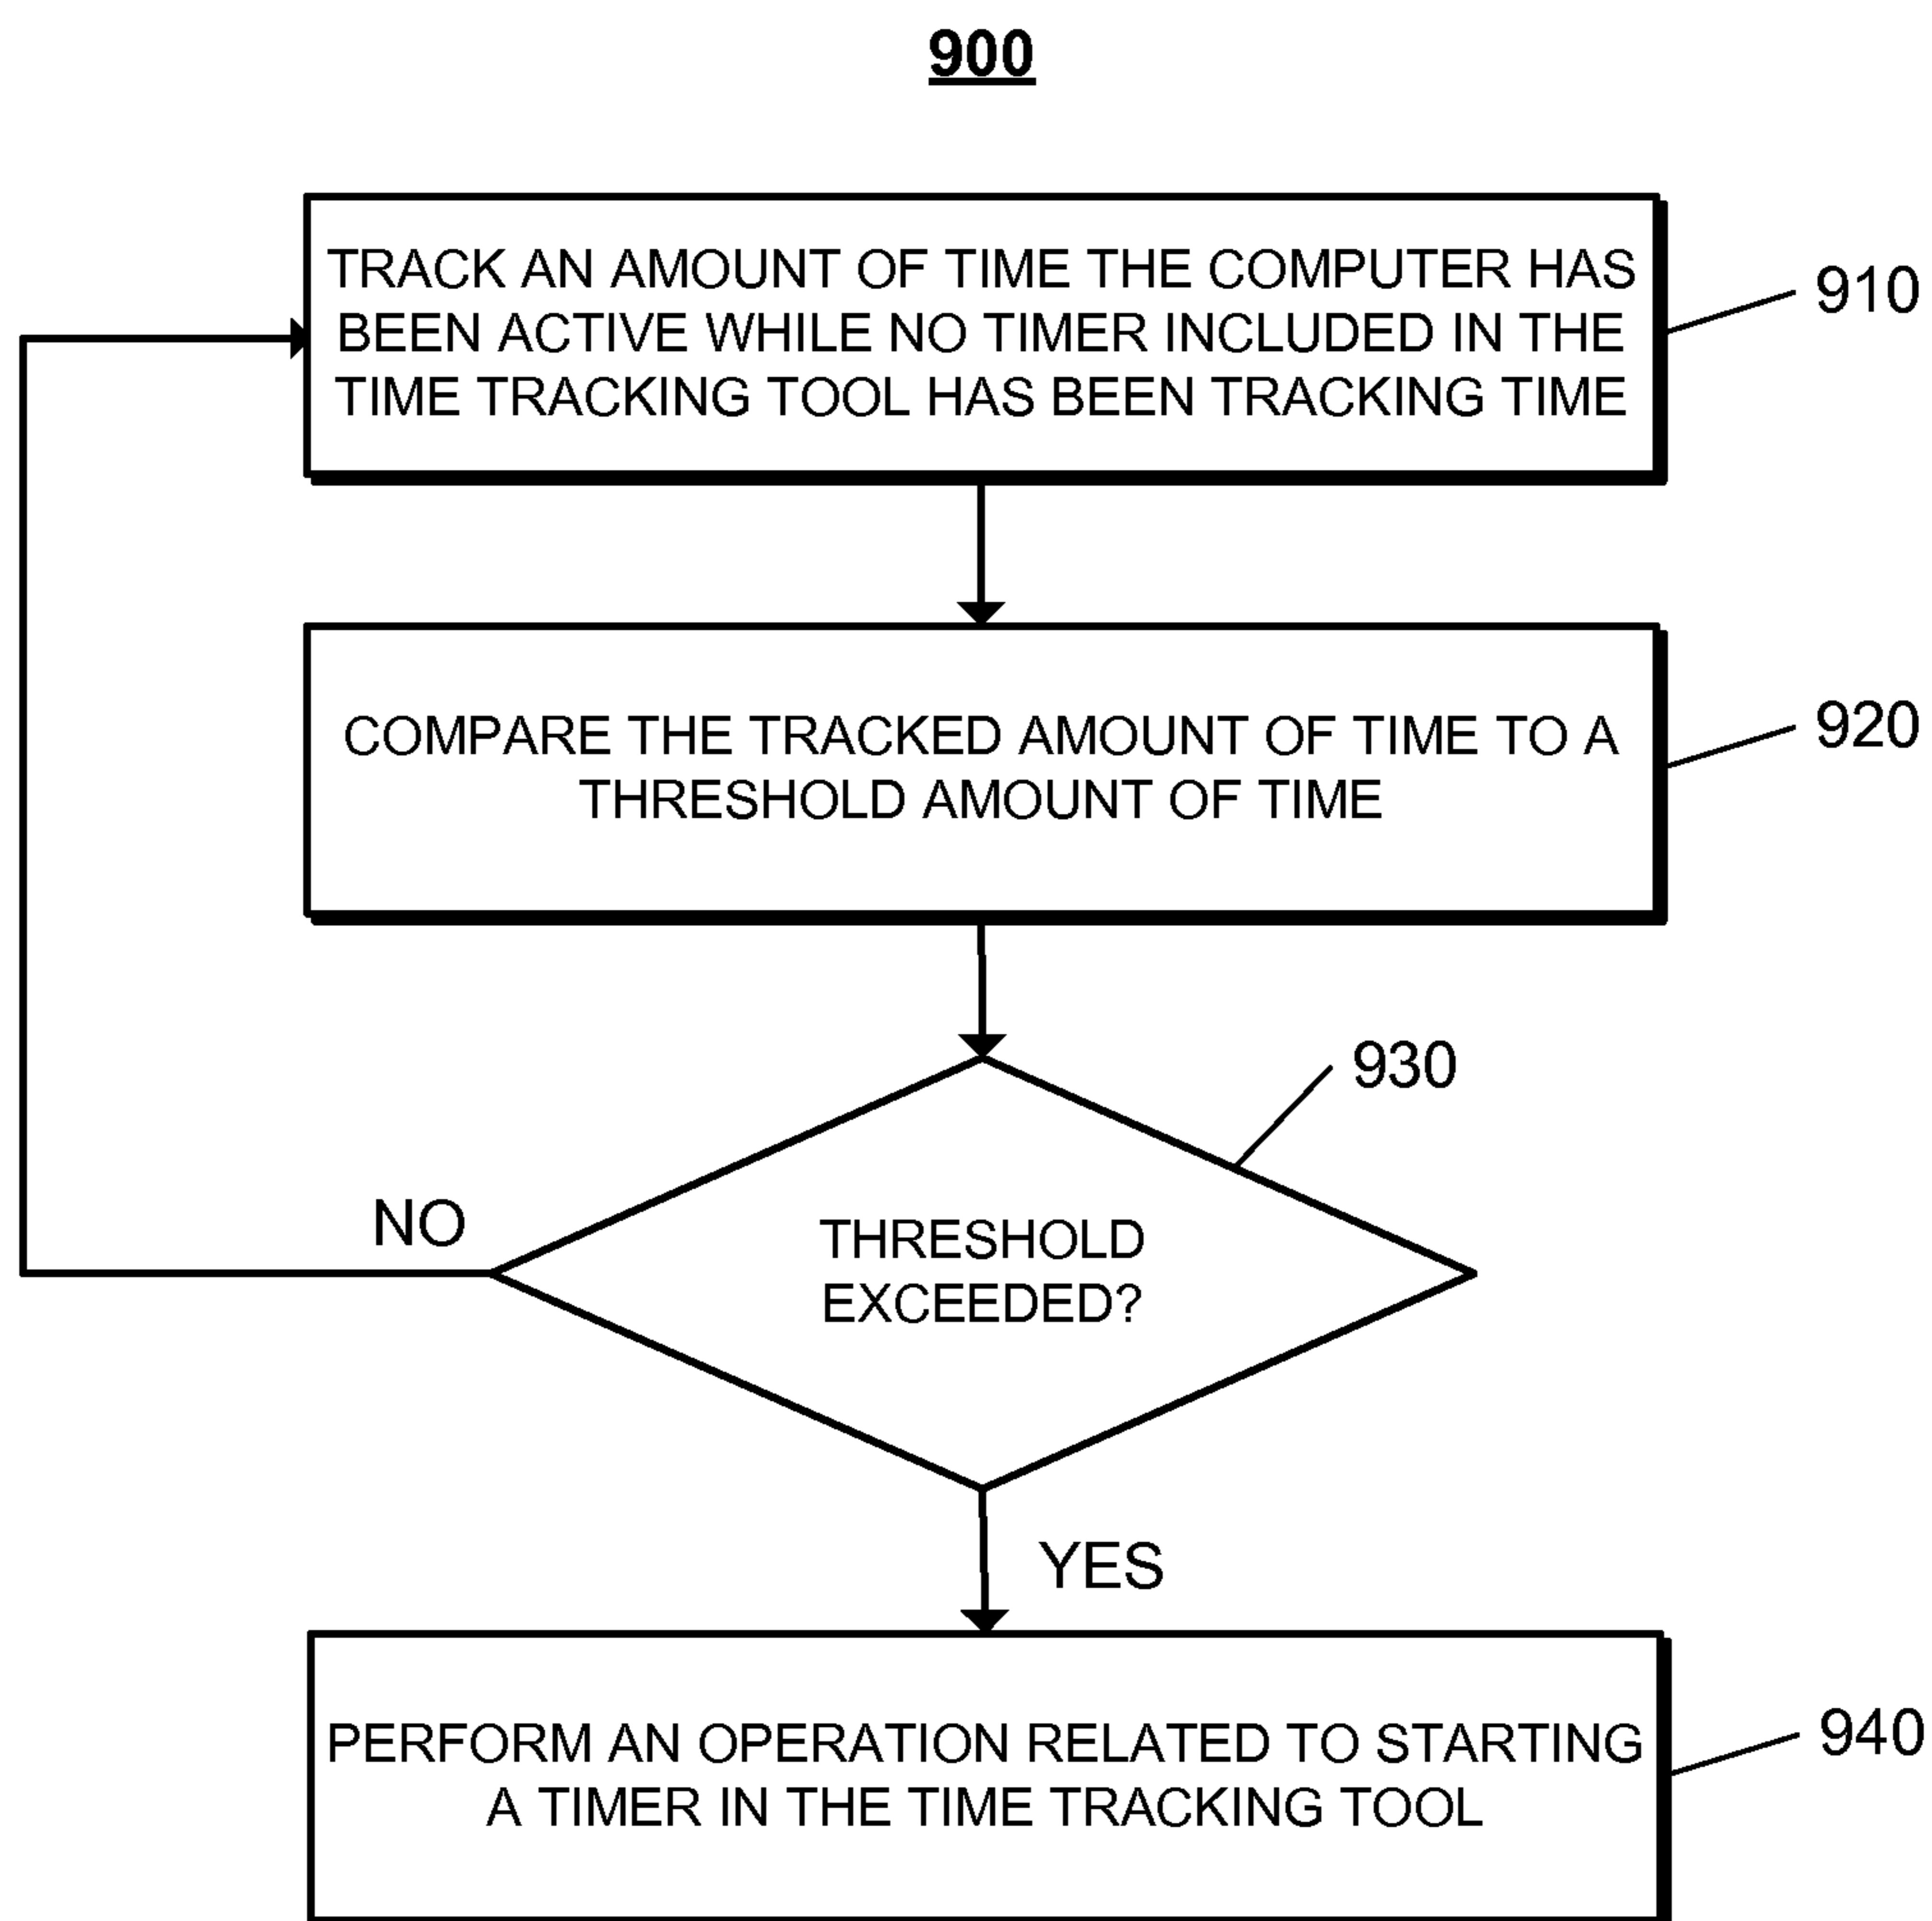 900
TRACK AN AMOUNT OF TIME THE COMPUTER HAS
BEEN ACTIVE WHILE NO TIMER INCLUDED IN THE
TIME TRACKING TOOL HAS BEEN TRACKING TIME
910
COMPARE THE TRACKED AMOUNT OF TIME TO A
THRESHOLD AMOUNT OF TIME
920
930
NO
THRESHOLD
EXCEEDED?
YES
PERFORM AN OPERATION RELATED TO STARTING
A TIMER IN THE TIME TRACKING TOOL
940